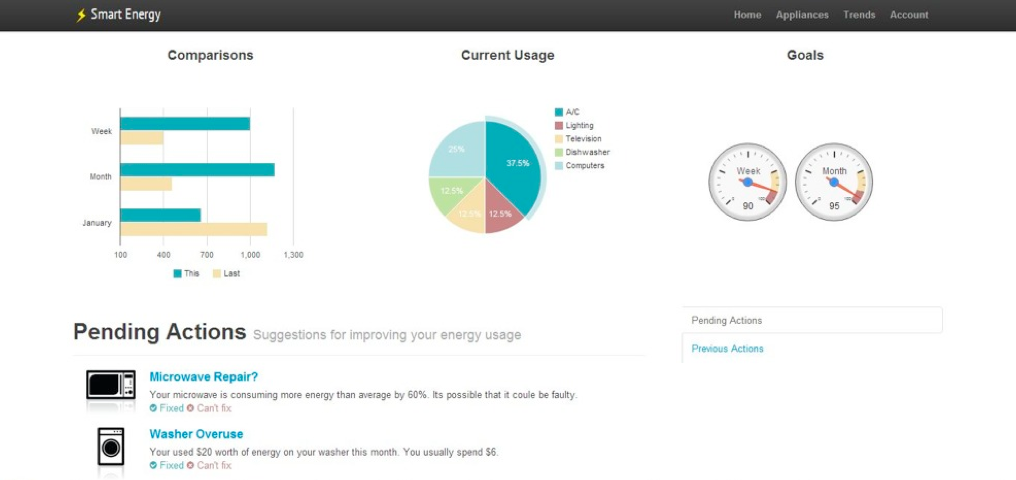 Smart Energy
Home Appliances Trends Account
Comparisons
Week
Month
January
100 400 700 1,000 1,300
This Last
Current Usage
37.5%
12.5%
12.5%
12.5%
25%
A/C
Lighting
Television
Dishwasher
Computers
Goals
Week
90
Month
95
Pending Actions Suggestions for improving your energy usage
Microwave Repair?
Your microwave is consuming more energy than average by 60%. Its possible that it coulc be faulty.
Fixed Can't fix
Washer Overuse
Your used $20 worth of energy on your washer this month. You usually spend $6.
Fixed Can't fix
Pending Actions
Previous Actions